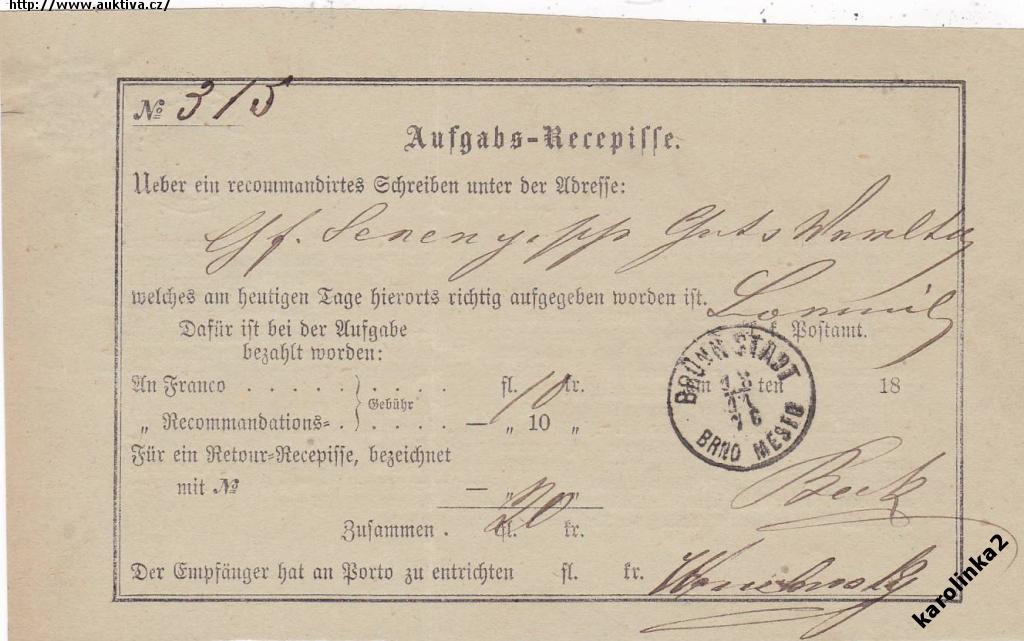 http://www.auktiva.cz/
№ 315
Aufgabs-Recepisse.
Ueber ein recommandirtes Schreiben unter der Adresse:
Guts
welches am heutigen Tage hierorts richtig aufgegeben worden ist.
Dafür ist bei der Aufgabe
bezahlt worden:
Postamt.
An Franco . . . . . . . . . fl. 10 kr.
Gebühr
„ Recommandations- . . . . . — „ 10 „
ten 18
BRÜNN STADT
BRNO MESTO
Für ein Retour-Recepisse, bezeichnet
mit № — „
Beck
Zusammen . fl. 20 kr.
Der Empfänger hat an Porto zu entrichten fl. kr.
karolinka2